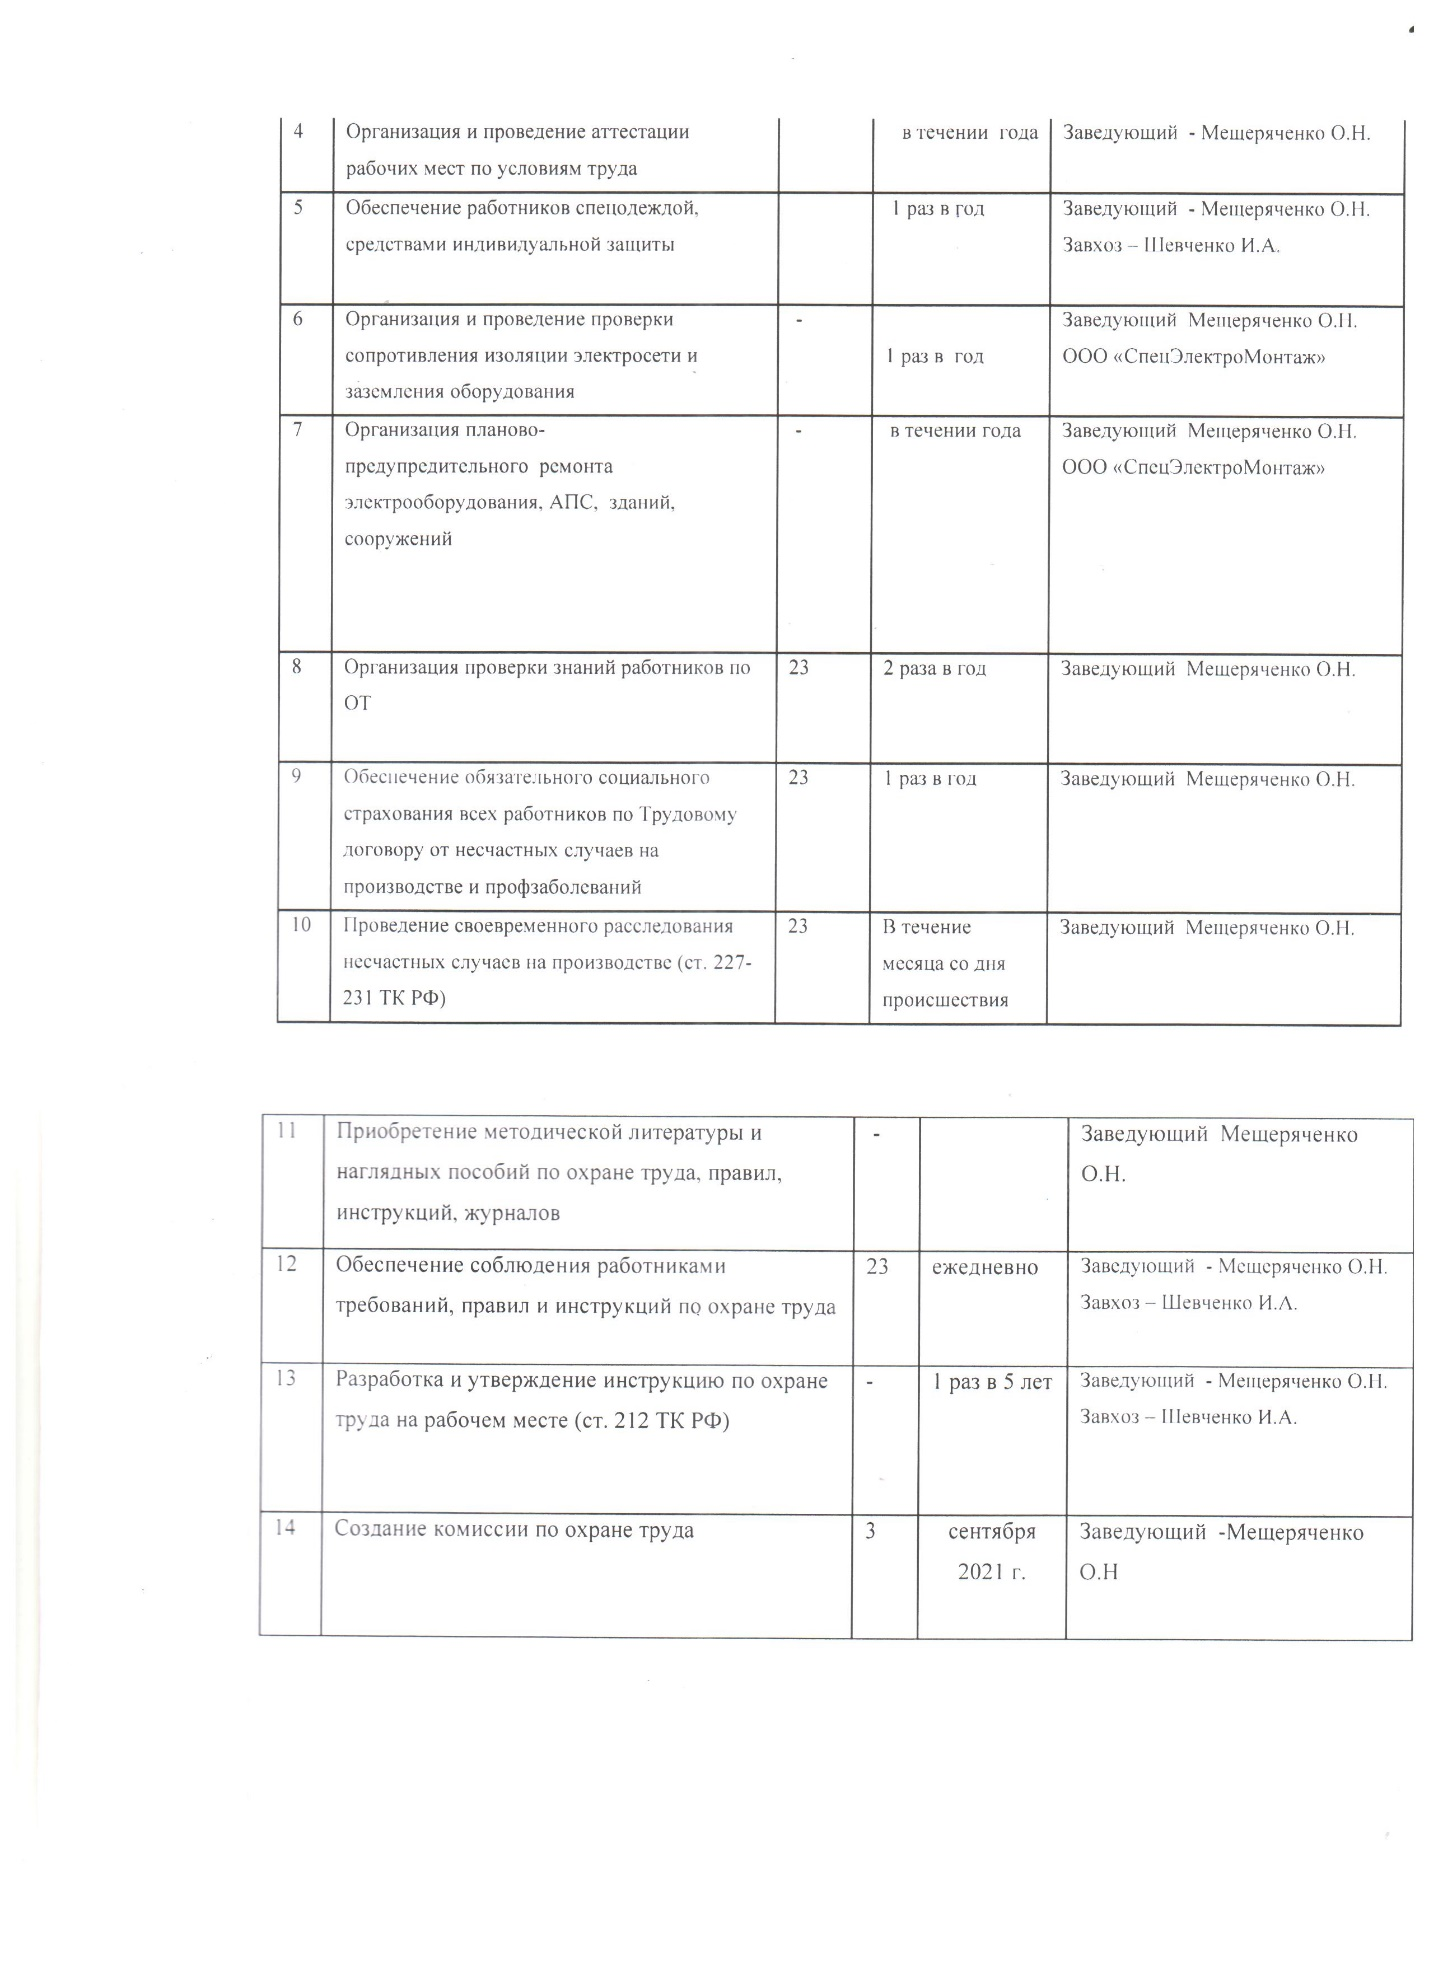 4 Организация и проведение аттестации в течении года Заведующий - Мещеряченко О.Н.
рабочих мест по условиям труда
5 Обеспечение работников спецодеждой, 1 раз в год Заведующий - Мещеряченко О.Н.
средствами индивидуальной защиты Завхоз – Шевченко И.А.
6 Организация и проведение проверки - Заведующий Мещеряченко О.Н.
сопротивления изоляции электросети и 1 раз в год ООО «СпецЭлектроМонтаж»
заземления оборудования
7 Организация планово- - в течении года Заведующий Мещеряченко О.Н.
предупредительного ремонта ООО «СпецЭлектроМонтаж»
электрооборудования, АПС, зданий,
сооружений
8 Организация проверки знаний работников по 23 2 раза в год Заведующий Мещеряченко О.Н.
ОТ
9 Обеспечение обязательного социального 23 1 раз в год Заведующий Мещеряченко О.Н.
страхования всех работников по Трудовому
договору от несчастных случаев на
производстве и профзаболеваний
10 Проведение своевременного расследования 23 В течение Заведующий Мещеряченко О.Н.
несчастных случаев на производстве (ст. 227- месяца со дня
231 ТК РФ) происшествия
11 Приобретение методической литературы и - Заведующий Мещеряченко
наглядных пособий по охране труда, правил, О.Н.
инструкций, журналов
12 Обеспечение соблюдения работниками 23 ежедневно Заведующий - Мещеряченко О.Н.
требований, правил и инструкций по охране труда Завхоз – Шевченко И.А.
13 Разработка и утверждение инструкцию по охране - 1 раз в 5 лет Заведующий - Мещеряченко О.Н.
труда на рабочем месте (ст. 212 ТК РФ) Завхоз – Шевченко И.А.
14 Создание комиссии по охране труда 3 сентября Заведующий -Мещеряченко
2021 г. О.Н